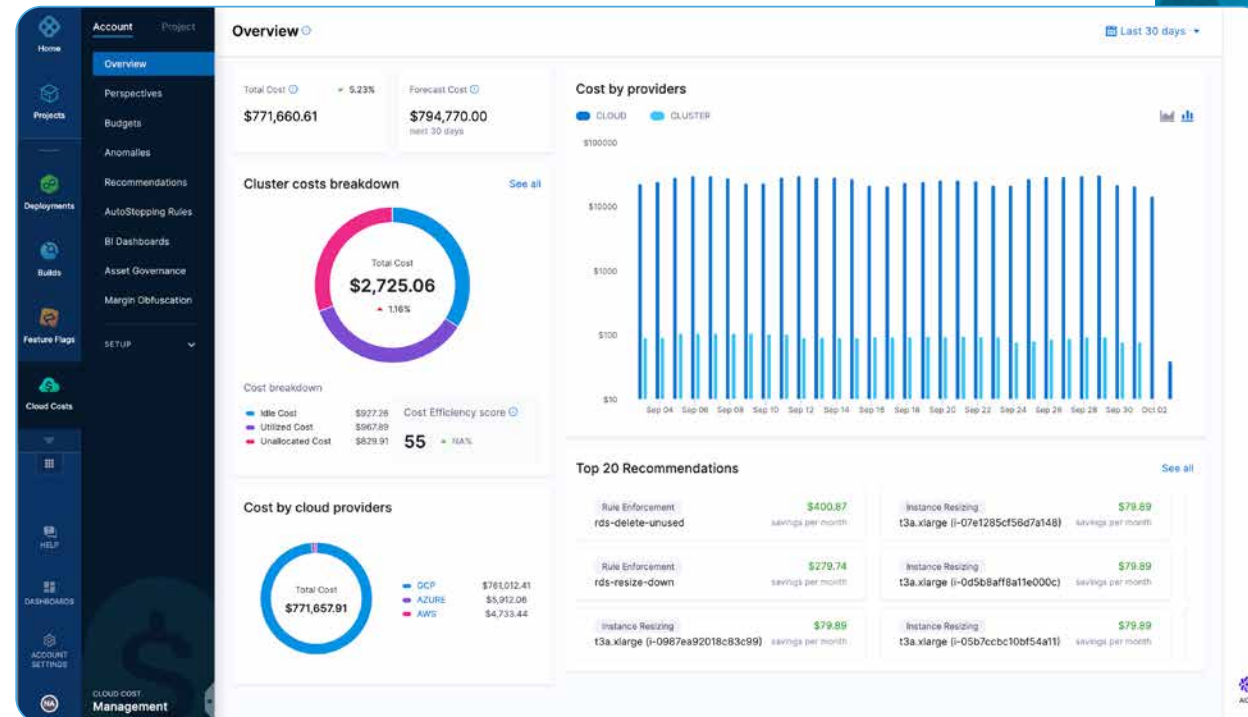 Home
Projects
Deployments
Builds
Feature Flags
Cloud Costs
HELP
DASHBOARDS
ACCOUNT
SETTINGS
NA
Account Project
Overview
Perspectives
Budgets
Anomalies
Recommendations
AutoStopping Rules
BI Dashboards
Asset Governance
Margin Obfuscation
SETUP
CLOUD COST
Management
Overview
Last 30 days
Total Cost 5.23%
$771,660.61
Forecast Cost
$794,770.00
next 30 days
Cluster costs breakdown See all
Total Cost
$2,725.06
1.16%
Cost breakdown
Idle Cost $927.26
Utilized Cost $967.89
Unallocated Cost $829.91
Cost Efficiency score
55 NA%
Cost by cloud providers
Total Cost
$771,657.91
GCP $761,012.41
AZURE $5,912.06
AWS $4,733.44
Cost by providers
CLOUD CLUSTER
$100000
$10000
$1000
$100
$10
Sep 04 Sep 06 Sep 08 Sep 10 Sep 12 Sep 14 Sep 16 Sep 18 Sep 20 Sep 22 Sep 24 Sep 26 Sep 28 Sep 30 Oct 02
Top 20 Recommendations See all
Rule Enforcement $400.87
rds-delete-unused savings per month
Instance Resizing $79.89
t3a.xlarge (i-07e1285cf56d7a148) savings per month
Rule Enforcement $279.74
rds-resize-down savings per month
Instance Resizing $79.89
t3a.xlarge (i-0d5b8aff8a11e000c) savings per month
Instance Resizing $79.89
t3a.xlarge (i-0987ea92018c83c99) savings per month
Instance Resizing $79.89
t3a.xlarge (i-05b7ccbc10bf54a11) savings per month